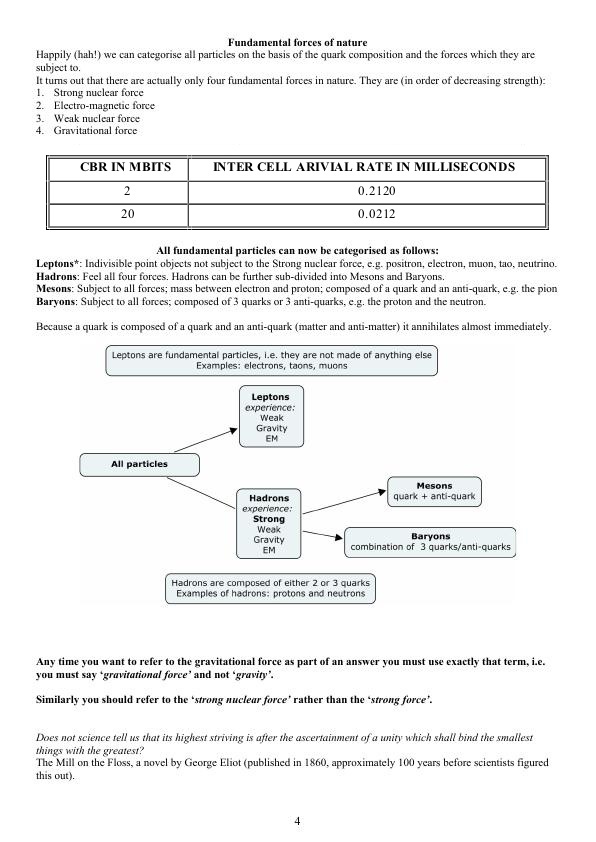 Fundamental forces of nature
Happily (hah!) we can categorise all particles on the basis of the quark composition and the forces which they are
subject to.
It turns out that there are actually only four fundamental forces in nature. They are (in order of decreasing strength):
1. Strong nuclear force
2. Electro-magnetic force
3. Weak nuclear force
4. Gravitational force
CBR IN MBITS INTER CELL ARIVIAL RATE IN MILLISECONDS
2 0.2120
20 0.0212
All fundamental particles can now be categorised as follows:
Leptons*: Indivisible point objects not subject to the Strong nuclear force, e.g. positron, electron, muon, tao, neutrino.
Hadrons: Feel all four forces. Hadrons can be further sub-divided into Mesons and Baryons.
Mesons: Subject to all forces; mass between electron and proton; composed of a quark and an anti-quark, e.g. the pion
Baryons: Subject to all forces; composed of 3 quarks or 3 anti-quarks, e.g. the proton and the neutron.
Because a quark is composed of a quark and an anti-quark (matter and anti-matter) it annihilates almost immediately.
Leptons are fundamental particles, i.e. they are not made of anything else
Examples: electrons, taons, muons
Leptons
experience:
Weak
Gravity
EM
All particles
Hadrons
experience:
Strong
Weak
Gravity
EM
Mesons
quark + anti-quark
Baryons
combination of 3 quarks/anti-quarks
Hadrons are composed of either 2 or 3 quarks
Examples of hadrons: protons and neutrons
Any time you want to refer to the gravitational force as part of an answer you must use exactly that term, i.e.
you must say ‘gravitational force’ and not ‘gravity’.
Similarly you should refer to the ‘strong nuclear force’ rather than the ‘strong force’.
Does not science tell us that its highest striving is after the ascertainment of a unity which shall bind the smallest
things with the greatest?
The Mill on the Floss, a novel by George Eliot (published in 1860, approximately 100 years before scientists figured
this out).
4